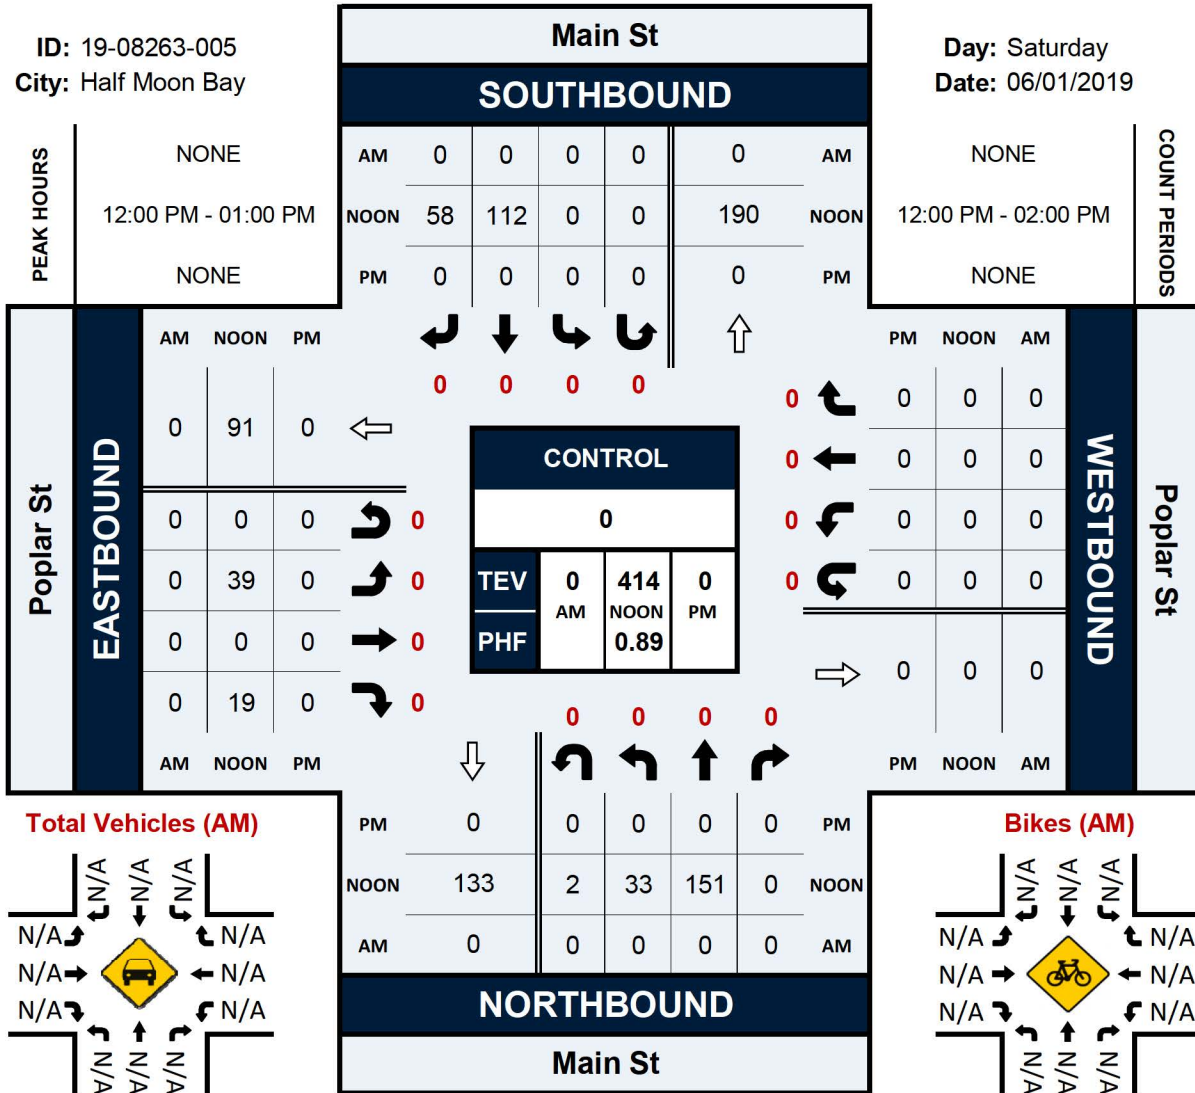 Main St
ID: 19-08263-005
Day: Saturday
City: Half Moon Bay
Date: 06/01/2019
SOUTHBOUND
PEAK HOURS
NONE
AM 0 0 0 0 0 AM
NONE
COUNT PERIODS
12:00 PM - 01:00 PM
NOON 58 112 0 0 190 NOON
12:00 PM - 02:00 PM
NONE
PM 0 0 0 0 0 PM
NONE
AM NOON PM
PM NOON AM
0 0 0 0
0 0 0 0
0 91 0
0 0 0 0
Poplar St
EASTBOUND
CONTROL
0
WESTBOUND
Poplar St
0 0 0 0
0 0 0 0
0 39 0 0
0 0 0 0
TEV 0 414 0
AM NOON PM
PHF 0.89
0 0 0 0
0 0 0
0 19 0 0
0 0 0 0
AM NOON PM
PM NOON AM
Total Vehicles (AM)
PM 0 0 0 0 0 PM
Bikes (AM)
NOON 133 2 33 151 0 NOON
AM 0 0 0 0 0 AM
NORTHBOUND
Main St
N/A N/A N/A
N/A N/A
N/A N/A
N/A N/A
N/A N/A N/A
N/A N/A N/A
N/A N/A
N/A N/A
N/A N/A
N/A N/A N/A